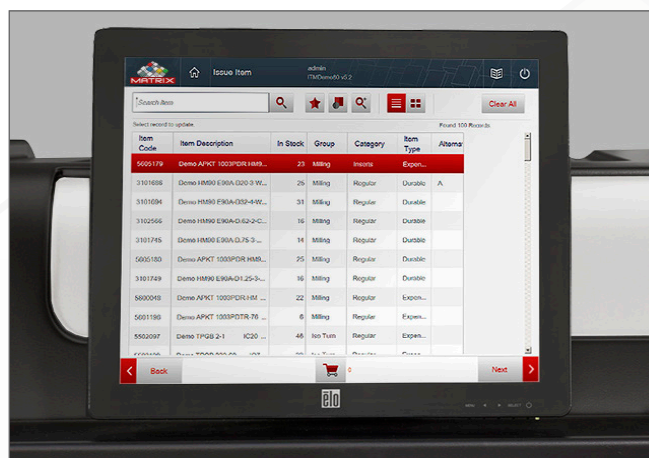 MATRIX
Issue Item
admin
ITMDemo80 v5.2
Search Item
Clear All
Select record to update.
Found 100 Records
Item Code Item Description In Stock Group Category Item Type Alternat
5605179 Demo APKT 1003PDR HM9... 23 Milling Inserts Expen...
3101688 Demo HM90 E90A-D20-3-W... 25 Milling Regular Durable A
3101694 Demo HM90 E90A-D32-4-W... 31 Milling Regular Durable
3102566 Demo HM90 E90A-D.62-2-C... 16 Milling Regular Durable
3101745 Demo HM90 E90A-D.75-3-... 14 Milling Regular Durable
5605180 Demo APKT 1003PDR HM9... 25 Milling Regular Durable
3101749 Demo HM90 E90A-D1.25-3-... 16 Milling Regular Durable
5600048 Demo APKT 1003PDR-HM ... 22 Milling Regular Expen...
5601198 Demo APKT 1003PDTR-76 ... 6 Milling Regular Expen...
5502097 Demo TPGB 2-1 IC20 ... 46 Iso Turn Regular Expen...
Back
0
Next
elo
MENU
SELECT